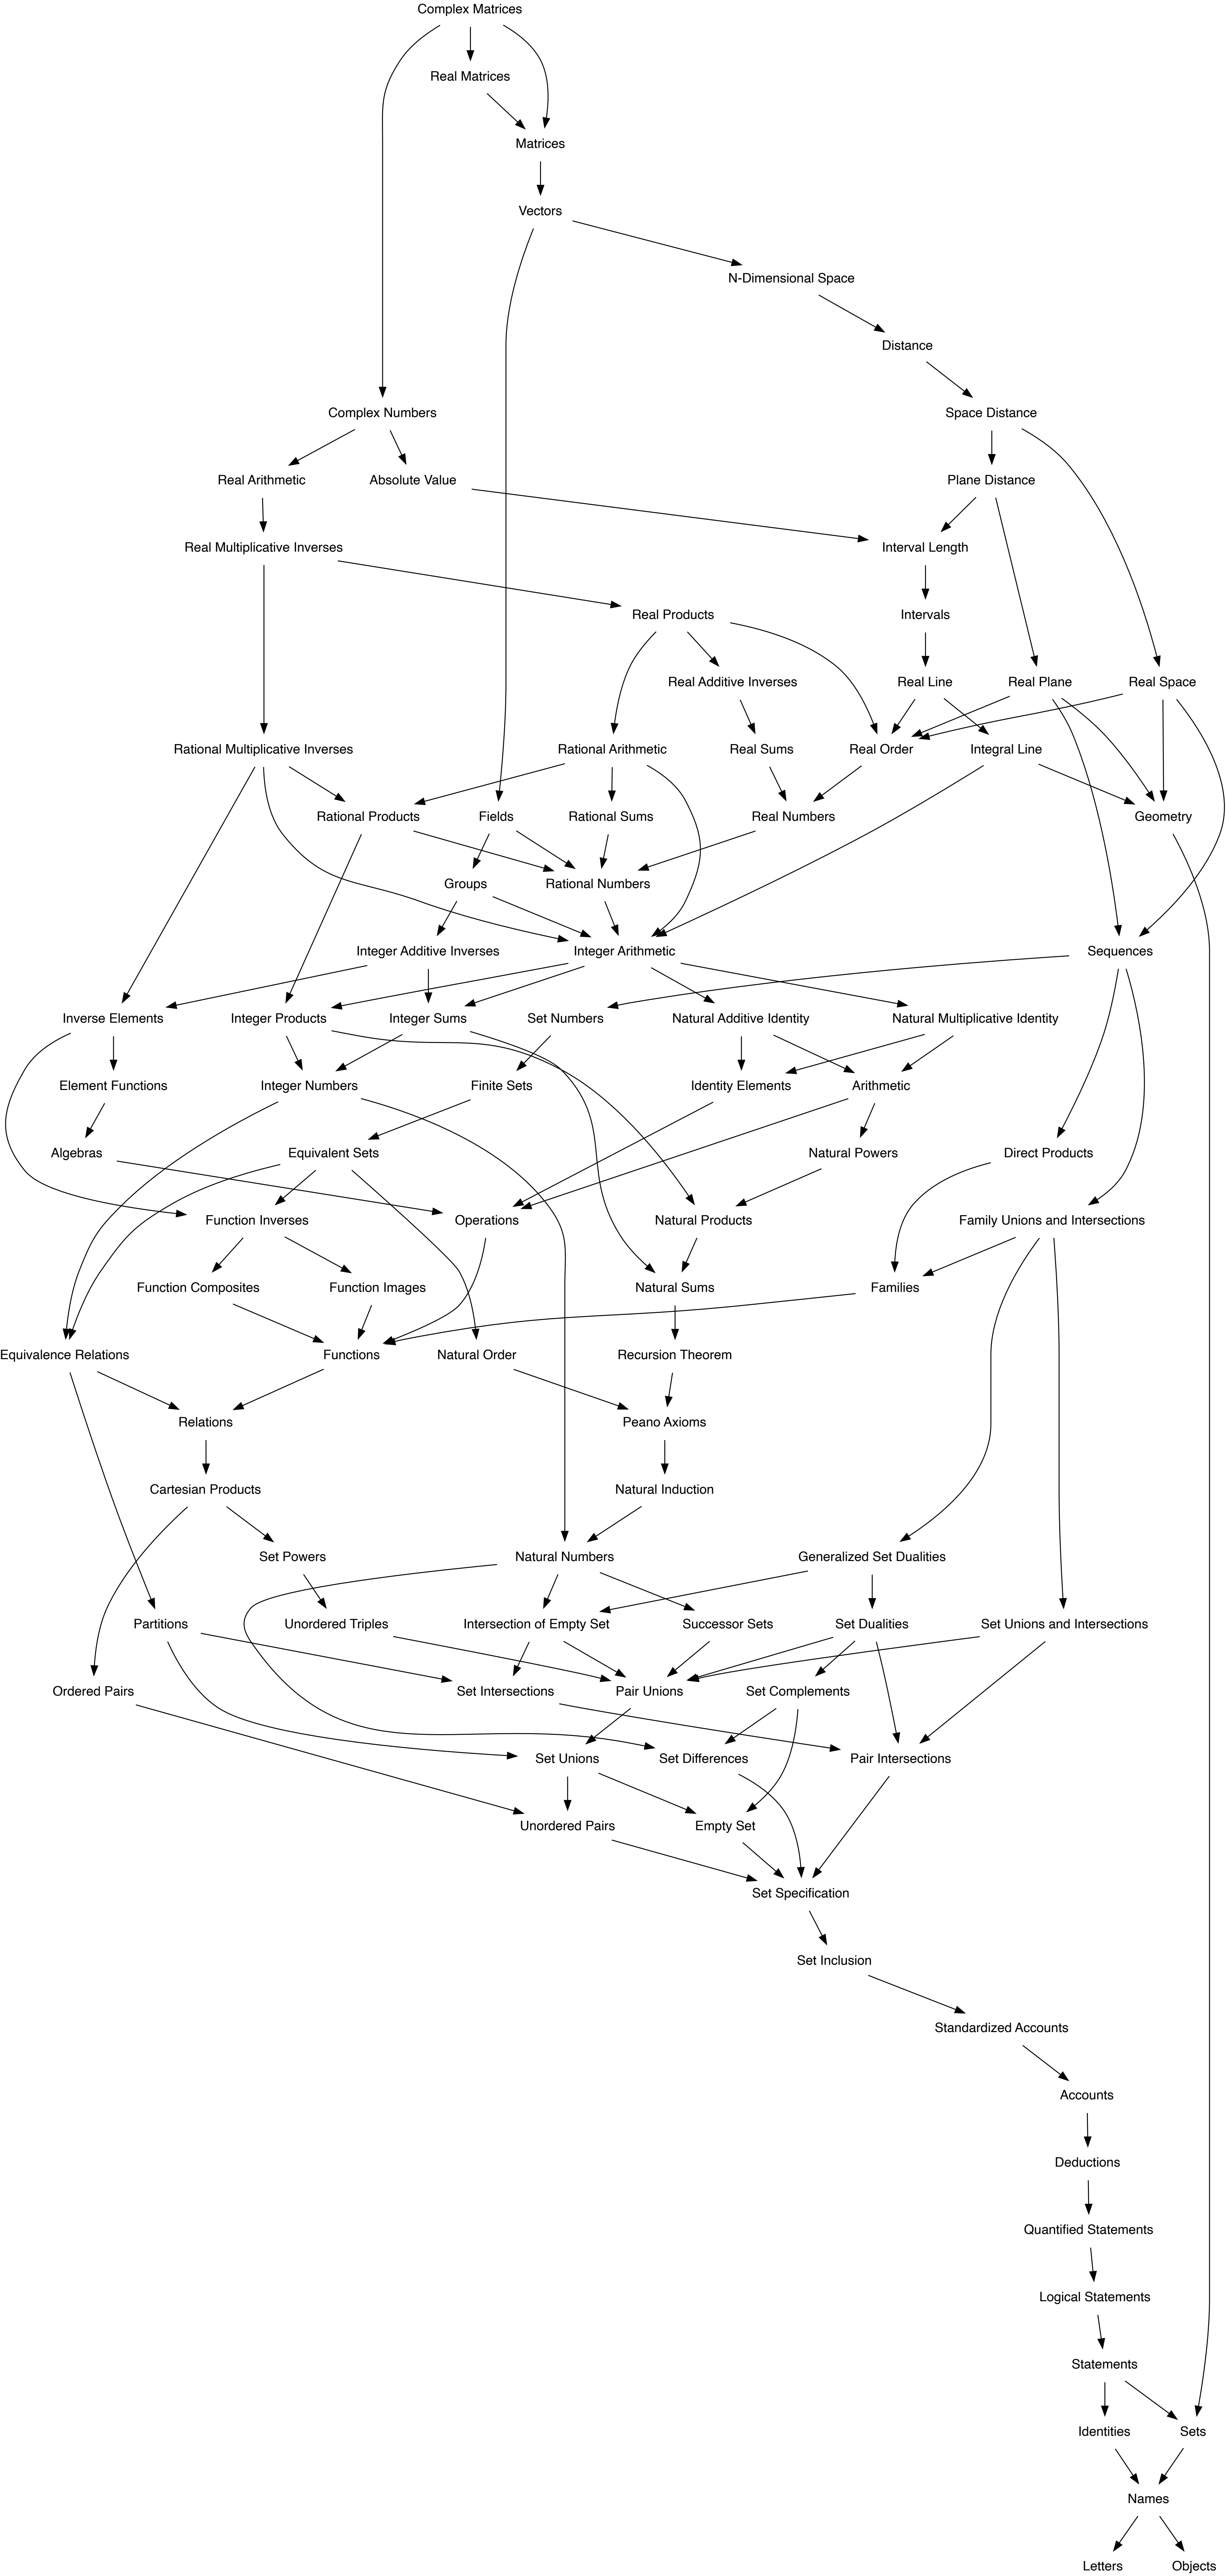 Complex Matrices
Real Matrices
Matrices
Vectors
N-Dimensional Space
Distance
Complex Numbers
Space Distance
Real Arithmetic
Absolute Value
Plane Distance
Real Multiplicative Inverses
Interval Length
Real Products
Intervals
Real Additive Inverses
Real Line
Real Plane
Real Space
Rational Multiplicative Inverses
Rational Arithmetic
Real Sums
Real Order
Integral Line
Rational Products
Fields
Rational Sums
Real Numbers
Geometry
Groups
Rational Numbers
Integer Additive Inverses
Integer Arithmetic
Sequences
Inverse Elements
Integer Products
Integer Sums
Set Numbers
Natural Additive Identity
Natural Multiplicative Identity
Element Functions
Integer Numbers
Finite Sets
Identity Elements
Arithmetic
Algebras
Equivalent Sets
Natural Powers
Direct Products
Function Inverses
Operations
Natural Products
Family Unions and Intersections
Function Composites
Function Images
Natural Sums
Families
Equivalence Relations
Functions
Natural Order
Recursion Theorem
Relations
Peano Axioms
Cartesian Products
Natural Induction
Set Powers
Natural Numbers
Generalized Set Dualities
Partitions
Unordered Triples
Intersection of Empty Set
Successor Sets
Set Dualities
Set Unions and Intersections
Ordered Pairs
Set Intersections
Pair Unions
Set Complements
Set Unions
Set Differences
Pair Intersections
Unordered Pairs
Empty Set
Set Specification
Set Inclusion
Standardized Accounts
Accounts
Deductions
Quantified Statements
Logical Statements
Statements
Identities
Sets
Names
Letters
Objects